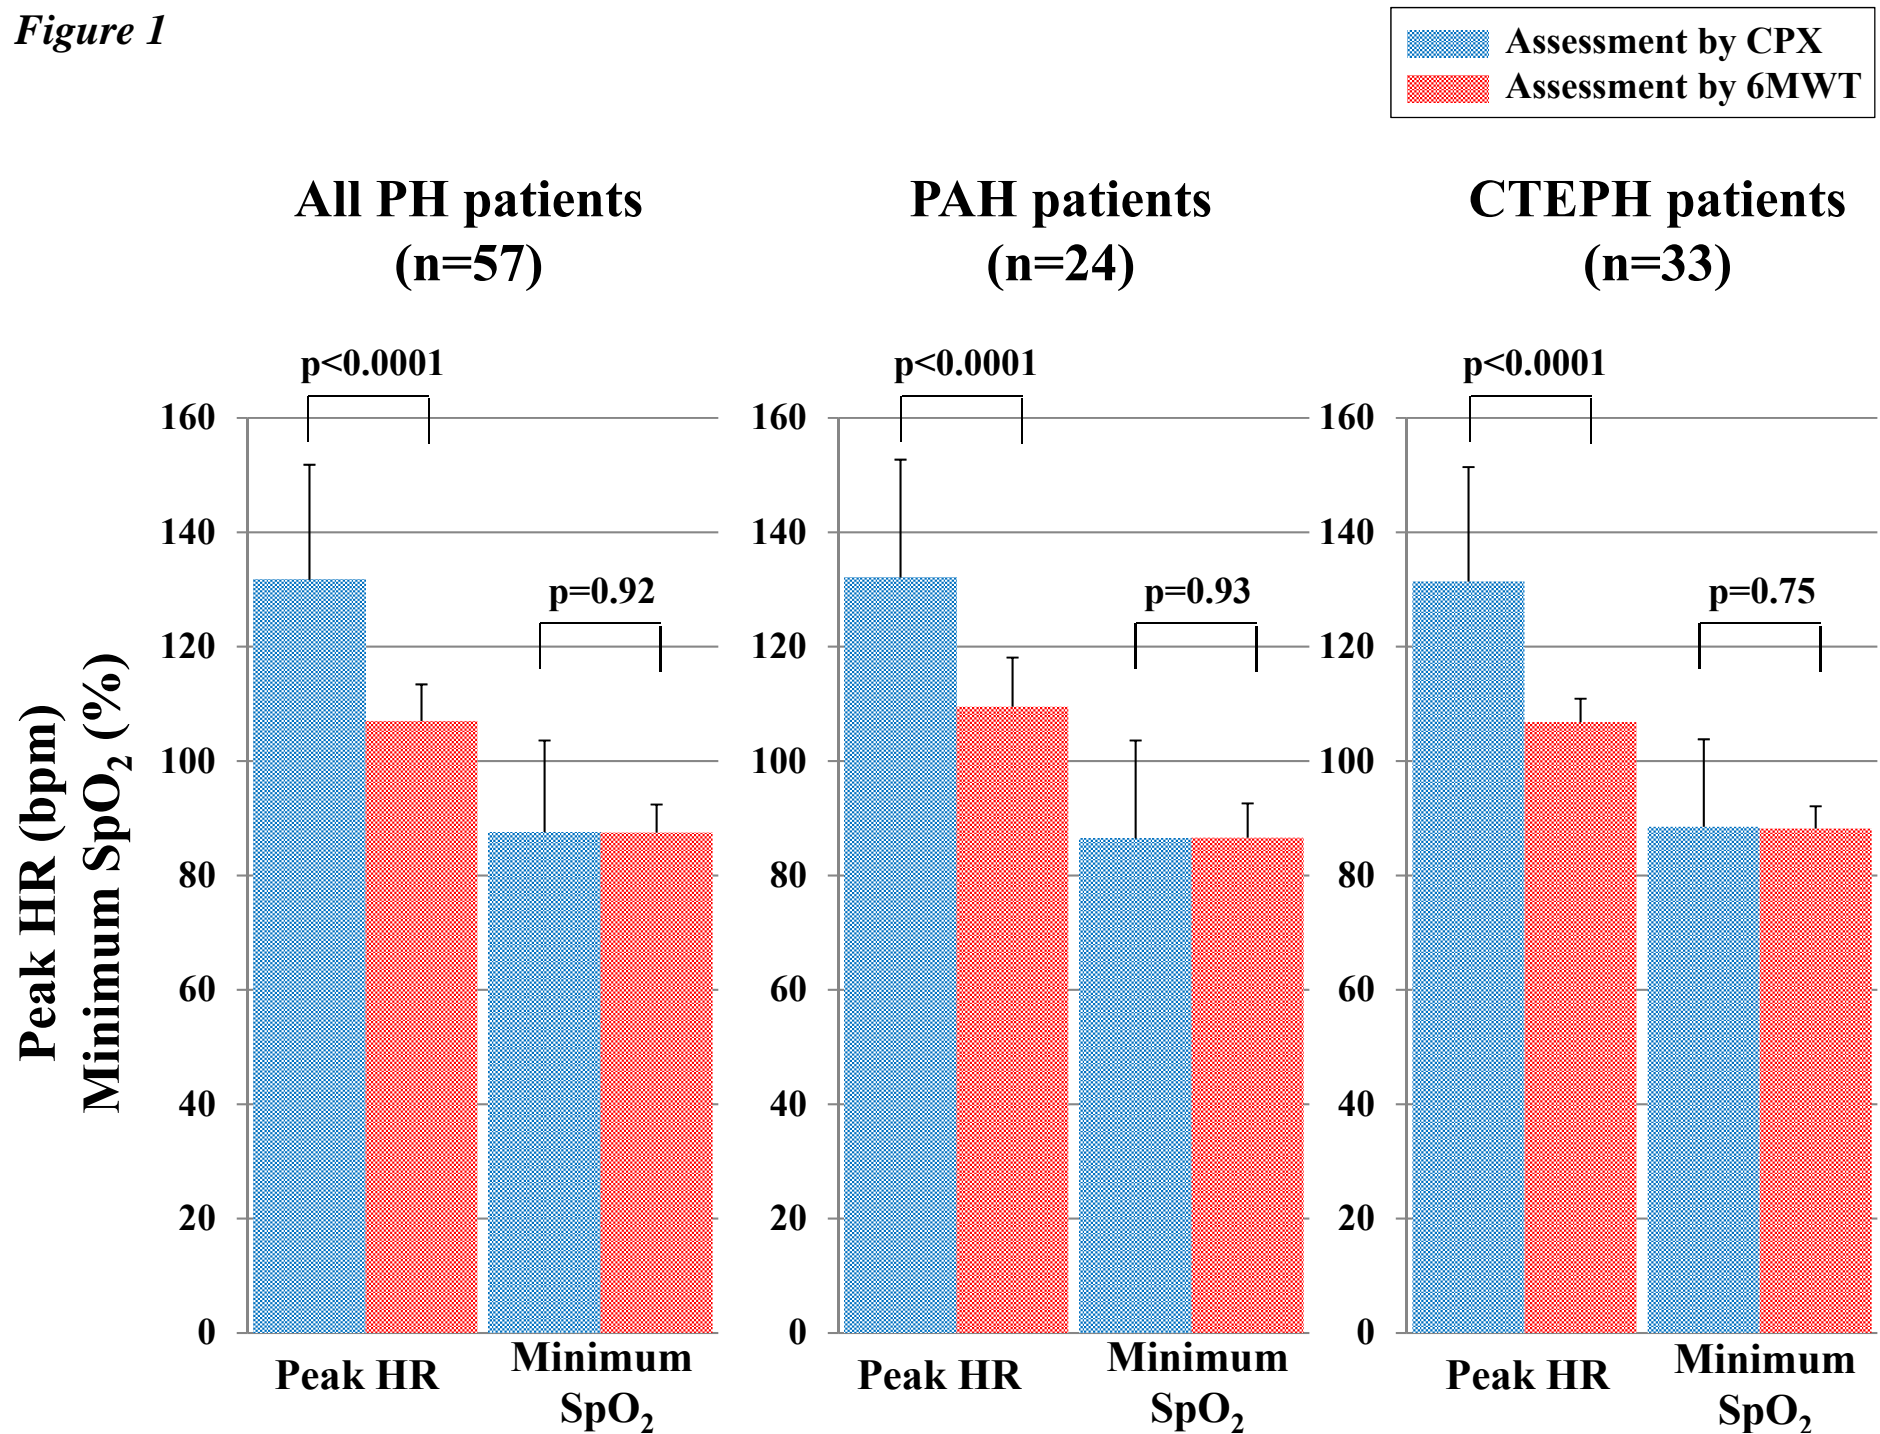 Figure 1
Assessment by CPX
Assessment by 6MWT
All PH patients
(n=57)
PAH patients
(n=24)
CTEPH patients
(n=33)
Peak HR (bpm)
Minimum SpO₂ (%)
p<0.0001
p=0.92
160
140
120
100
80
60
40
20
0
Peak HR
Minimum
SpO₂
p<0.0001
p=0.93
160
140
120
100
80
60
40
20
0
Peak HR
Minimum
SpO₂
p<0.0001
p=0.75
160
140
120
100
80
60
40
20
0
Peak HR
Minimum
SpO₂